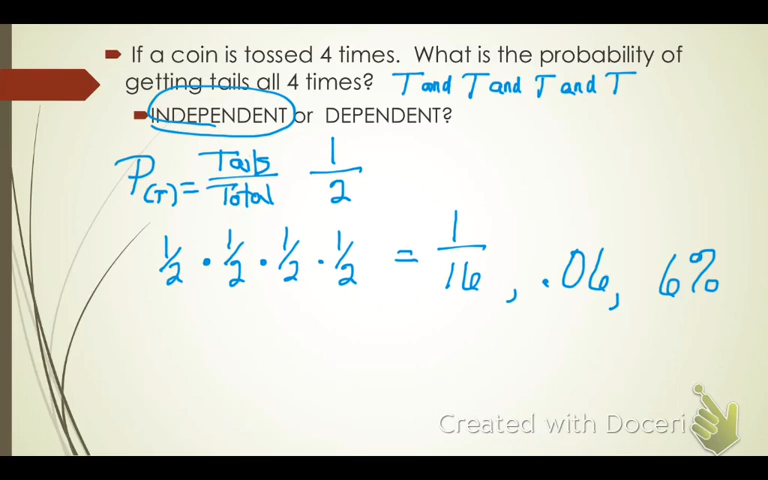 If a coin is tossed 4 times. What is the probability of
getting tails all 4 times? T and T and T and T
INDEPENDENT or DEPENDENT?
P(T) = Tails/Total 1/2
1/2 · 1/2 · 1/2 · 1/2 = 1/16, .06, 6%
Created with Doceri